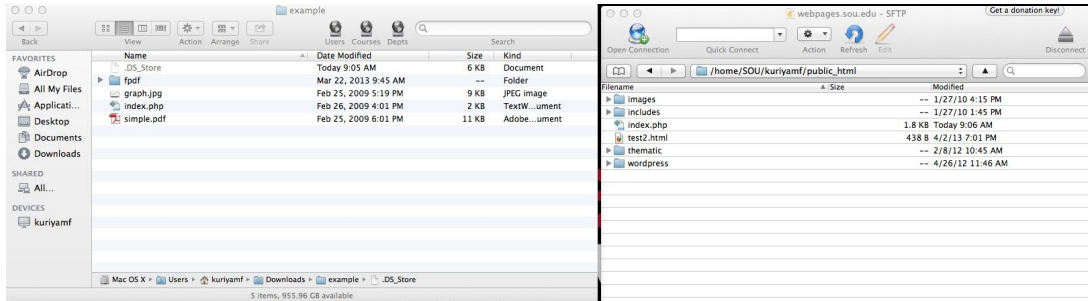 example
Back View Action Arrange Share Users Courses Depts Search
FAVORITES
AirDrop
All My Files
Applicati...
Desktop
Documents
Downloads
SHARED
All...
DEVICES
kuriyamf
Name Date Modified Size Kind
.DS_Store Today 9:05 AM 6 KB Document
fpdf Mar 22, 2013 9:45 AM -- Folder
graph.jpg Feb 25, 2009 5:19 PM 9 KB JPEG image
index.php Feb 26, 2009 4:01 PM 2 KB TextW...ument
simple.pdf Feb 25, 2009 6:01 PM 11 KB Adobe...ument
Mac OS X Users kuriyamf Downloads example .DS_Store
5 items, 955.96 GB available
webpages.sou.edu – SFTP
Get a donation key!
Open Connection Quick Connect Action Refresh Edit Disconnect
/home/SOU/kuriyamf/public_html
Filename Size Modified
images -- 1/27/10 4:15 PM
includes -- 1/27/10 1:45 PM
index.php 1.8 KB Today 9:06 AM
test2.html 438 B 4/2/13 7:01 PM
thematic -- 2/8/12 10:45 AM
wordpress -- 4/26/12 11:46 AM